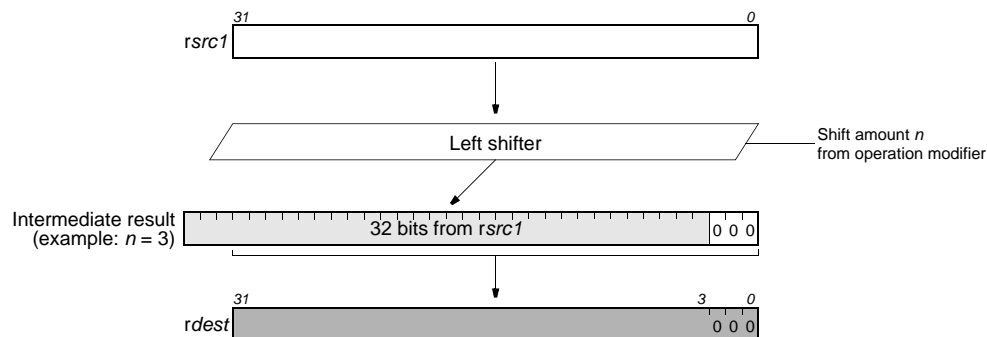 31 0
rsrc1
Left shifter
Shift amount n
from operation modifier
Intermediate result
(example: n = 3)
32 bits from rsrc1
0 0 0
31 3 0
rdest
0 0 0